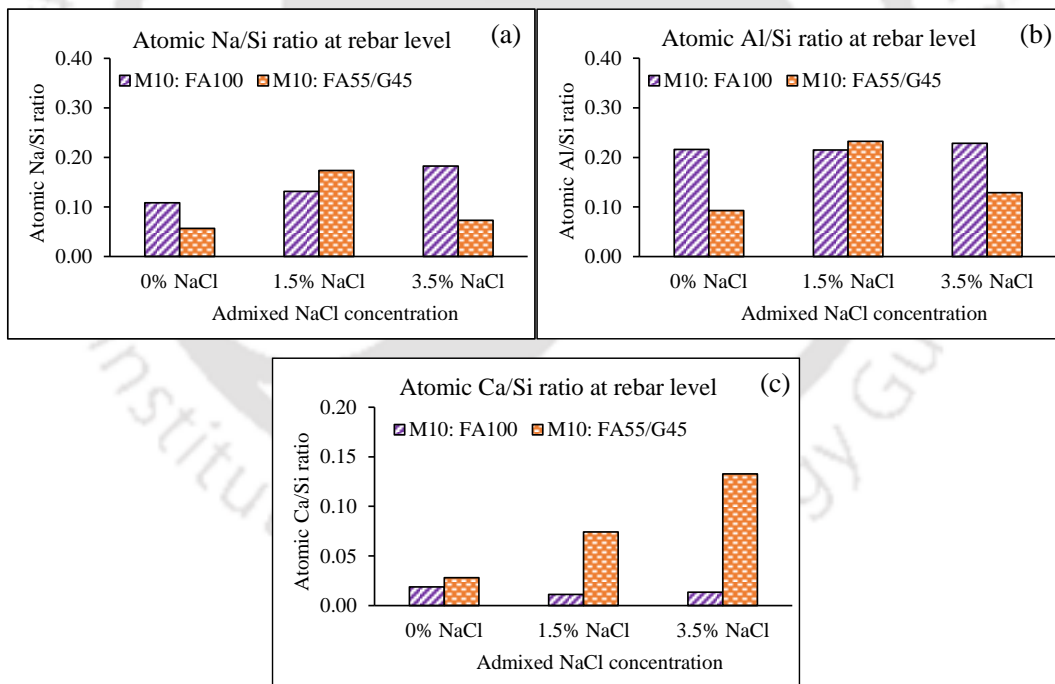 Atomic Na/Si ratio at rebar level (a)
M10: FA100 M10: FA55/G45
Atomic Na/Si ratio
0.40
0.30
0.20
0.10
0.00
0% NaCl 1.5% NaCl 3.5% NaCl
Admixed NaCl concentration
Atomic Al/Si ratio at rebar level (b)
M10: FA100 M10: FA55/G45
Atomic Al/Si ratio
0.40
0.30
0.20
0.10
0.00
0% NaCl 1.5% NaCl 3.5% NaCl
Admixed NaCl concentration
Atomic Ca/Si ratio at rebar level (c)
M10: FA100 M10: FA55/G45
Atomic Ca/Si ratio
0.20
0.15
0.10
0.05
0.00
0% NaCl 1.5% NaCl 3.5% NaCl
Admixed NaCl concentration